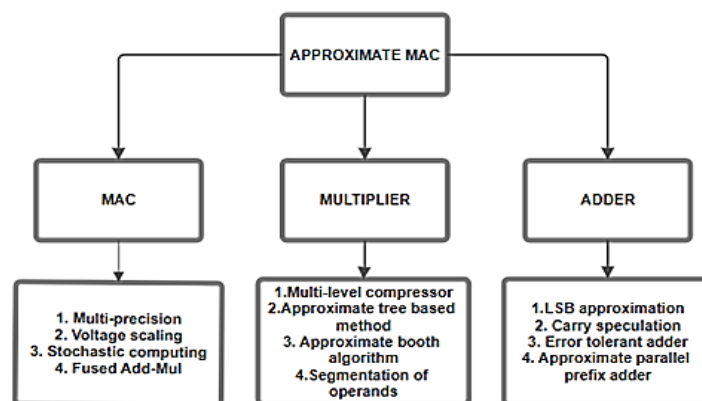 APPROXIMATE MAC
MAC
MULTIPLIER
ADDER
1. Multi-precision
2. Voltage scaling
3. Stochastic computing
4. Fused Add-Mul
1.Multi-level compressor
2.Approximate tree based
method
3. Approximate booth
algorithm
4.Segmentation of
operands
1.LSB approximation
2. Carry speculation
3. Error tolerant adder
4. Approximate parallel
prefix adder